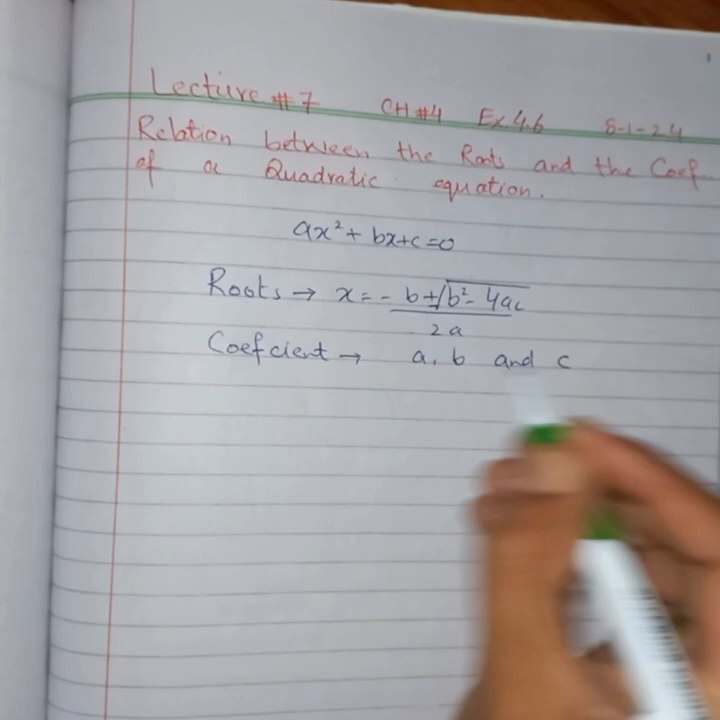 Lecture #7 CH#4 Ex 4.6 8-1-24
Relation between the Roots and the Coef
of a Quadratic equation.
ax² + bx+c=0
Roots → x = - b±√b²- 4ac
2a
Coefcient → a, b and c